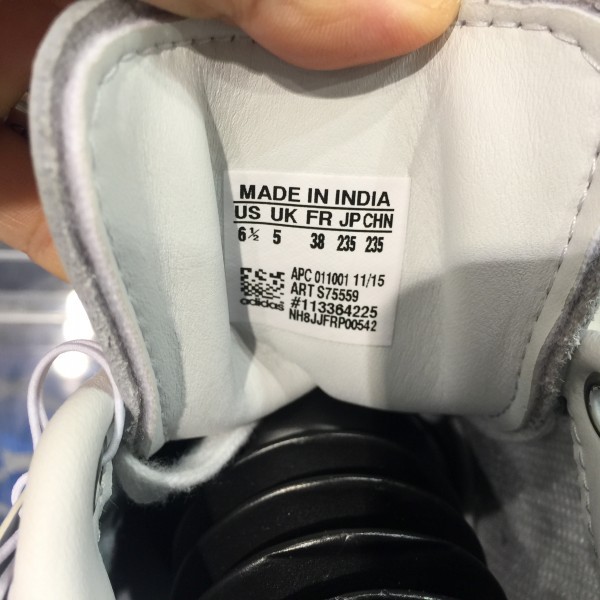 MADE IN INDIA
US UK FR JP CHN
6½ 5 38 235 235
APC 011001 11/15
ART S75559
#113364225
adidas
NH8JJFRP00542